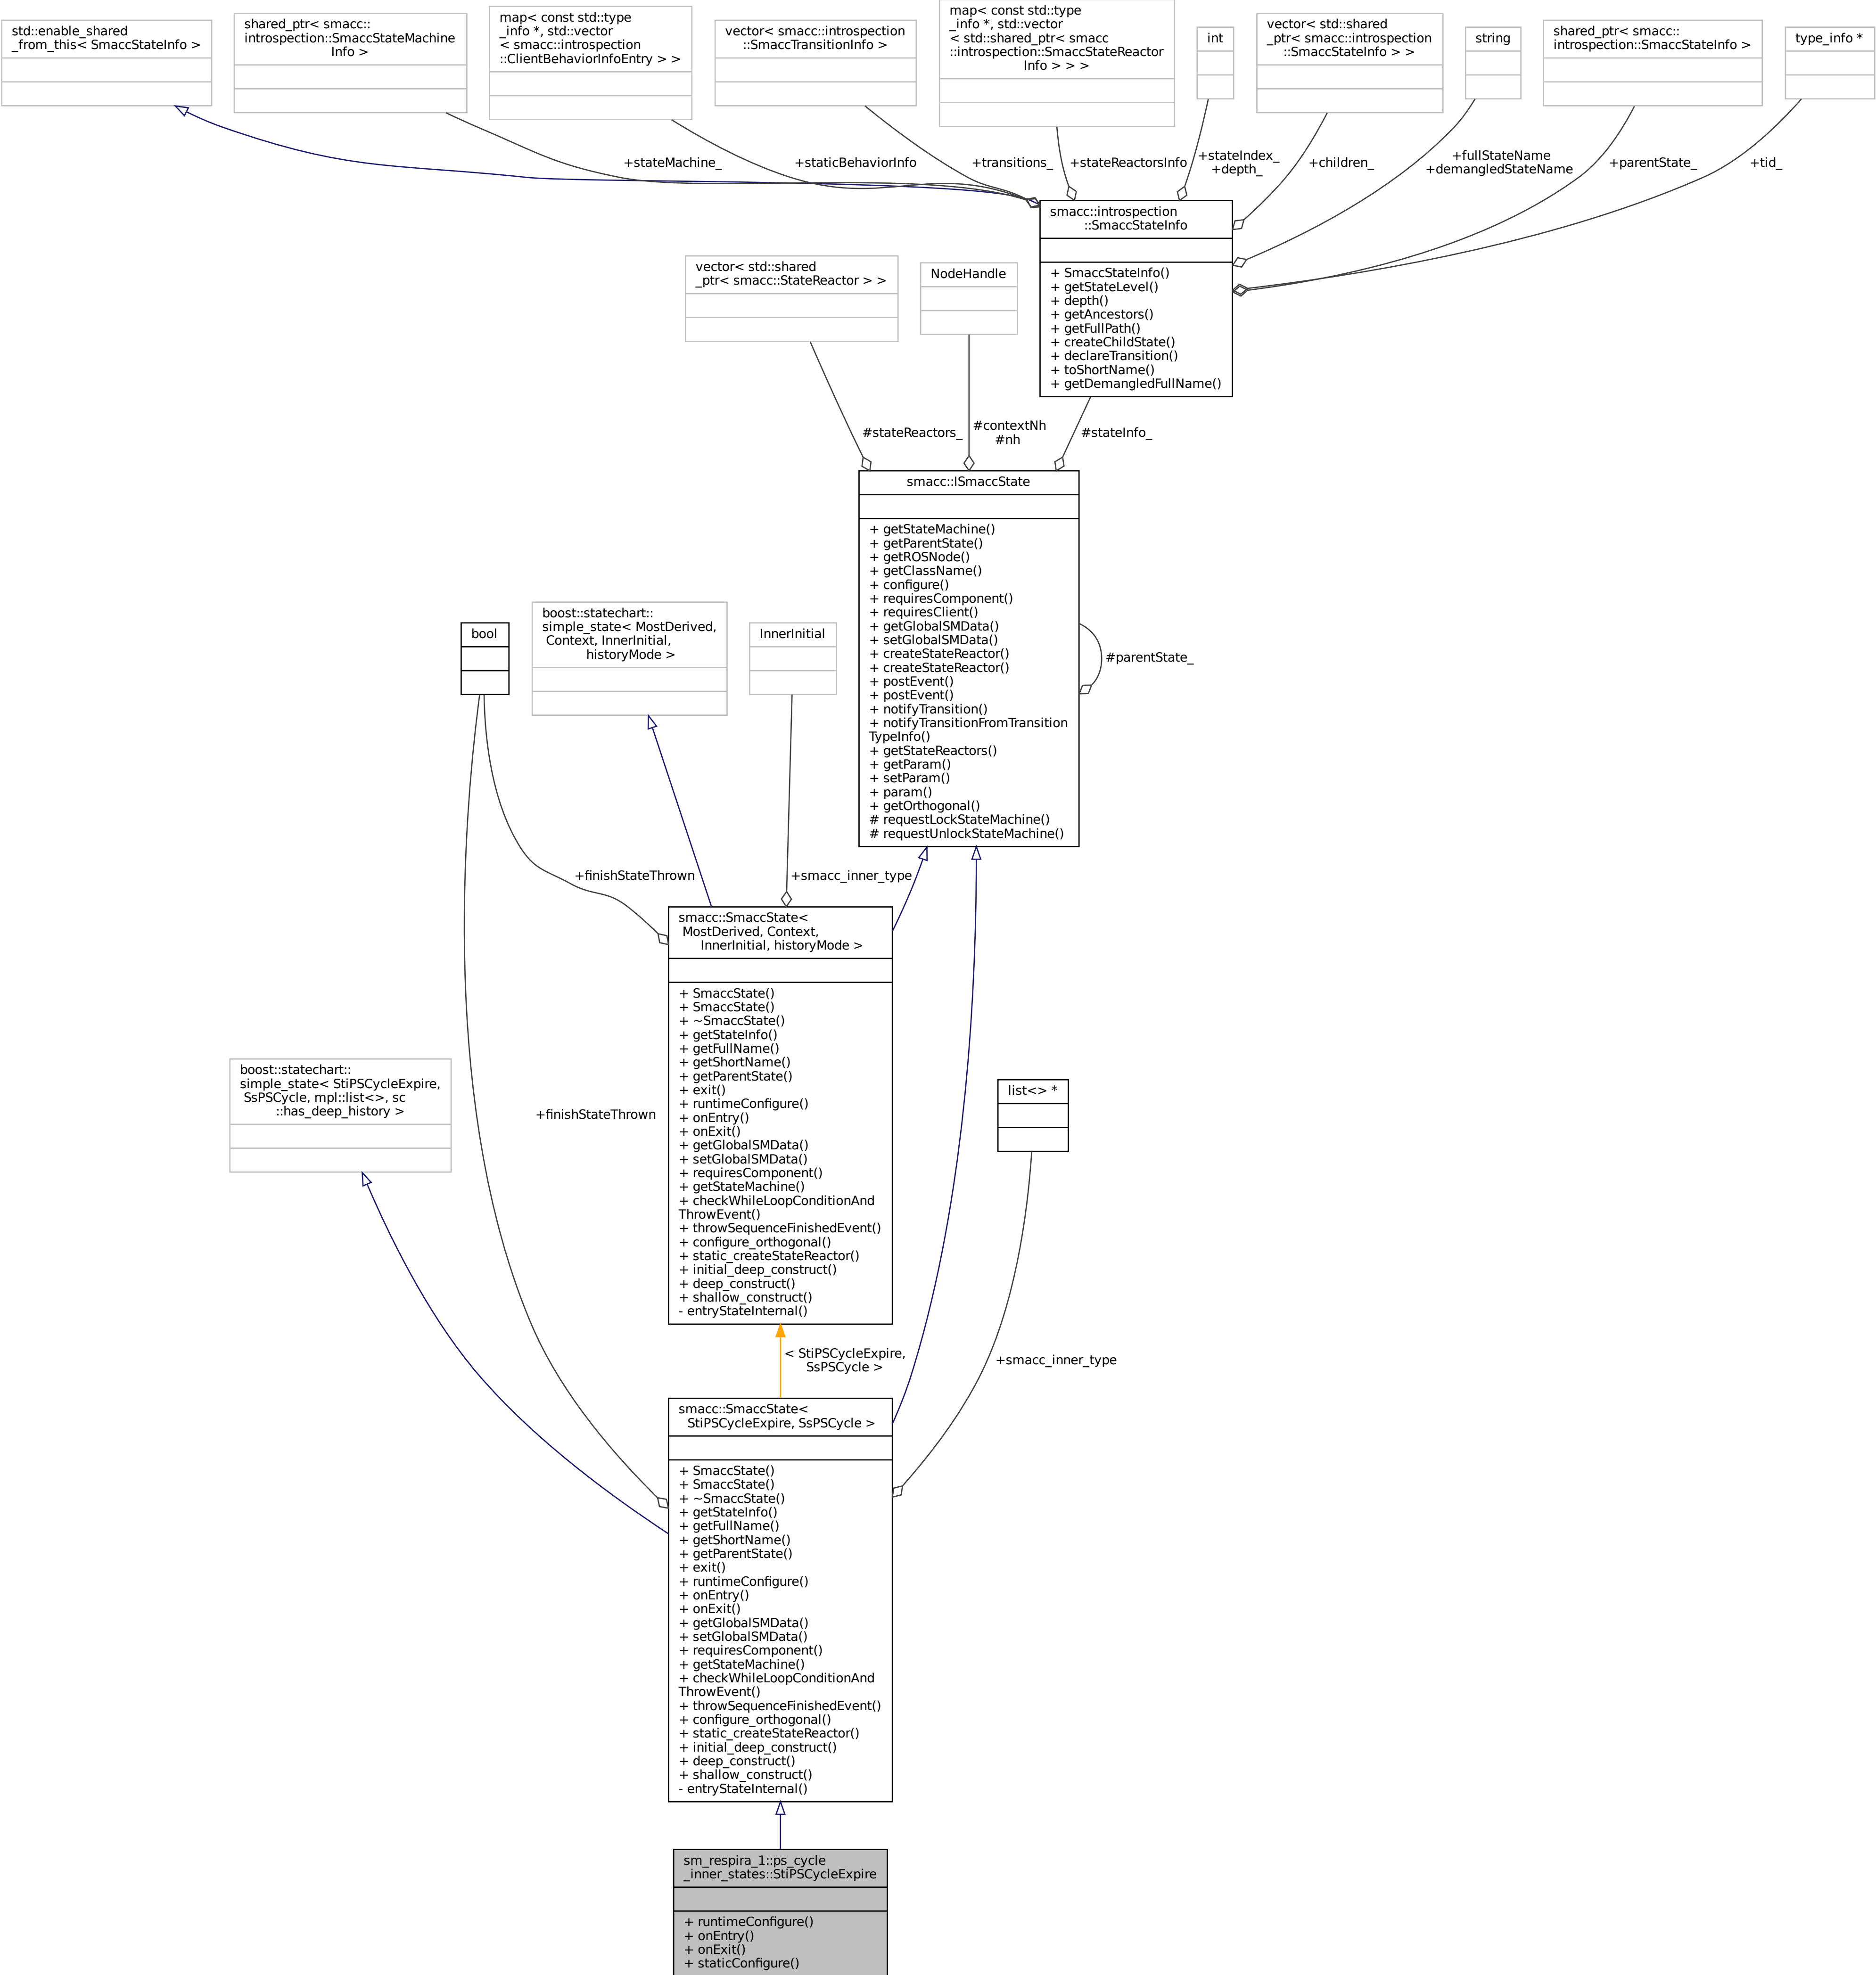 std::enable_shared
_from_this< SmaccStateInfo >
shared_ptr< smacc::
introspection::SmaccStateMachine
Info >
map< const std::type
_info *, std::vector
< smacc::introspection
::ClientBehaviorInfoEntry > >
vector< smacc::introspection
::SmaccTransitionInfo >
map< const std::type
_info *, std::vector
< std::shared_ptr< smacc
::introspection::SmaccStateReactor
Info > > >
int
vector< std::shared
_ptr< smacc::introspection
::SmaccStateInfo > >
string
shared_ptr< smacc::
introspection::SmaccStateInfo >
type_info *
+stateMachine_
+staticBehaviorInfo
+transitions_
+stateReactorsInfo
+stateIndex_
+depth_
+children_
+fullStateName
+demangledStateName
+parentState_
+tid_
smacc::introspection
::SmaccStateInfo
+ SmaccStateInfo()
+ getStateLevel()
+ depth()
+ getAncestors()
+ getFullPath()
+ createChildState()
+ declareTransition()
+ toShortName()
+ getDemangledFullName()
vector< std::shared
_ptr< smacc::StateReactor > >
NodeHandle
#stateReactors_
#contextNh
#nh
#stateInfo_
smacc::ISmaccState
+ getStateMachine()
+ getParentState()
+ getROSNode()
+ getClassName()
+ configure()
+ requiresComponent()
+ requiresClient()
+ getGlobalSMData()
+ setGlobalSMData()
+ createStateReactor()
+ createStateReactor()
+ postEvent()
+ postEvent()
+ notifyTransition()
+ notifyTransitionFromTransition
TypeInfo()
+ getStateReactors()
+ getParam()
+ setParam()
+ param()
+ getOrthogonal()
# requestLockStateMachine()
# requestUnlockStateMachine()
#parentState_
bool
boost::statechart::
simple_state< MostDerived,
Context, InnerInitial,
historyMode >
InnerInitial
+finishStateThrown
+smacc_inner_type
smacc::SmaccState<
MostDerived, Context,
InnerInitial, historyMode >
+ SmaccState()
+ SmaccState()
+ ~SmaccState()
+ getStateInfo()
+ getFullName()
+ getShortName()
+ getParentState()
+ exit()
+ runtimeConfigure()
+ onEntry()
+ onExit()
+ getGlobalSMData()
+ setGlobalSMData()
+ requiresComponent()
+ getStateMachine()
+ checkWhileLoopConditionAnd
ThrowEvent()
+ throwSequenceFinishedEvent()
+ configure_orthogonal()
+ static_createStateReactor()
+ initial_deep_construct()
+ deep_construct()
+ shallow_construct()
- entryStateInternal()
boost::statechart::
simple_state< StiPSCycleExpire,
SsPSCycle, mpl::list<>, sc
::has_deep_history >
+finishStateThrown
list<> *
< StiPSCycleExpire,
SsPSCycle >
+smacc_inner_type
smacc::SmaccState<
StiPSCycleExpire, SsPSCycle >
+ SmaccState()
+ SmaccState()
+ ~SmaccState()
+ getStateInfo()
+ getFullName()
+ getShortName()
+ getParentState()
+ exit()
+ runtimeConfigure()
+ onEntry()
+ onExit()
+ getGlobalSMData()
+ setGlobalSMData()
+ requiresComponent()
+ getStateMachine()
+ checkWhileLoopConditionAnd
ThrowEvent()
+ throwSequenceFinishedEvent()
+ configure_orthogonal()
+ static_createStateReactor()
+ initial_deep_construct()
+ deep_construct()
+ shallow_construct()
- entryStateInternal()
sm_respira_1::ps_cycle
_inner_states::StiPSCycleExpire
+ runtimeConfigure()
+ onEntry()
+ onExit()
+ staticConfigure()